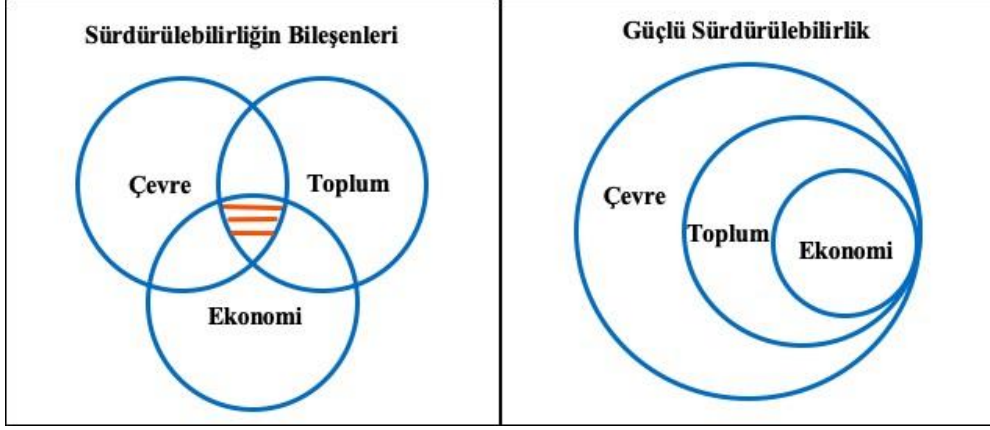 Sürdürülebilirliğin Bileşenleri
Çevre
Toplum
Ekonomi
Güçlü Sürdürülebilirlik
Çevre
Toplum
Ekonomi